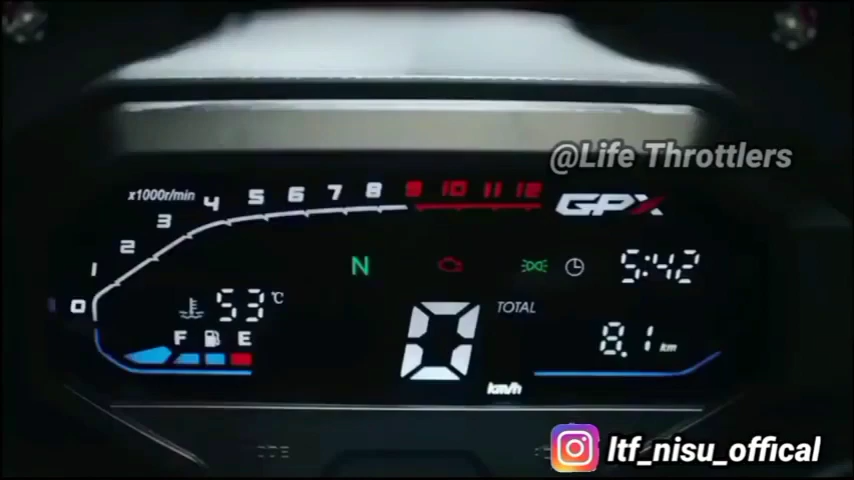 @Life Throttlers
x1000r/min
0 1 2 3 4 5 6 7 8 9 10 11 12
GPX
N
5:42
53 °C
F E
0
km/h
TOTAL
8.1 km
ltf_nisu_offical